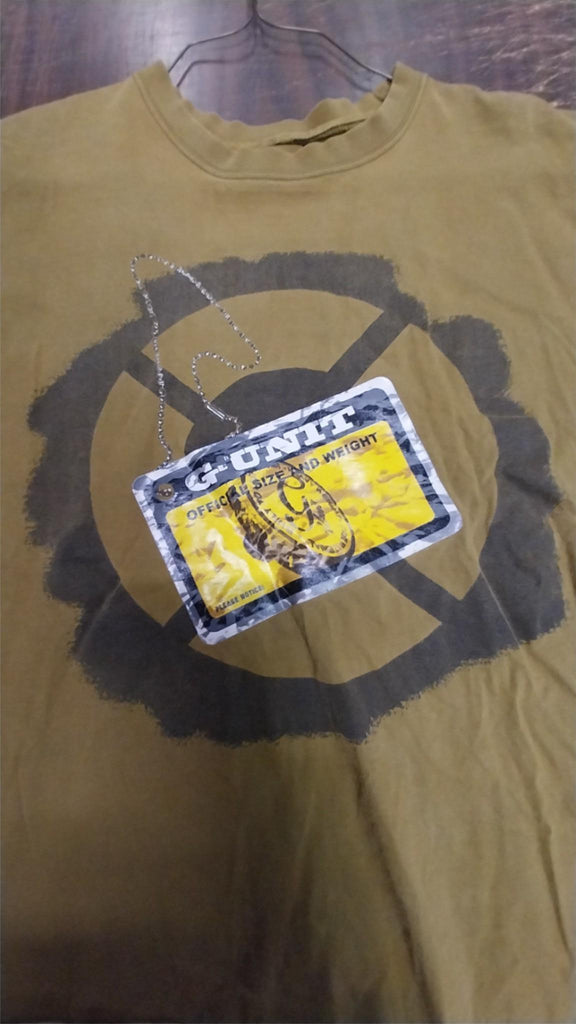 G-UNIT
OFFICIAL SIZE AND WEIGHT
G
PLEASE NOTICE: